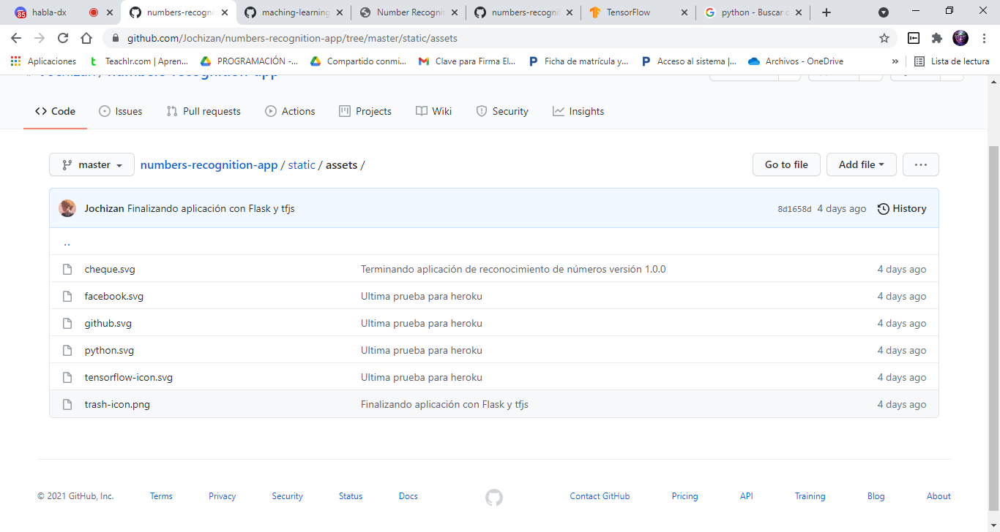 85 habla-dx
numbers-recogni
maching-learning
Number Recogni
numbers-recogni
TensorFlow
python - Buscar
github.com/Jochizan/numbers-recognition-app/tree/master/static/assets
Aplicaciones
Teachlr.com | Apren...
PROGRAMACIÓN -...
Compartido conmi...
Clave para Firma El...
Ficha de matrícula y...
Acceso al sistema |...
Archivos - OneDrive
»
Lista de lectura
Jochizan / numbers-recognition-app
Code
Issues
Pull requests
Actions
Projects
Wiki
Security
Insights
master
numbers-recognition-app / static / assets /
Go to file
Add file
Jochizan Finalizando aplicación con Flask y tfjs
8d1658d 4 days ago
History
..
cheque.svg Terminando aplicación de reconocimiento de números versión 1.0.0 4 days ago
facebook.svg Ultima prueba para heroku 4 days ago
github.svg Ultima prueba para heroku 4 days ago
python.svg Ultima prueba para heroku 4 days ago
tensorflow-icon.svg Ultima prueba para heroku 4 days ago
trash-icon.png Finalizando aplicación con Flask y tfjs 4 days ago
© 2021 GitHub, Inc.
Terms
Privacy
Security
Status
Docs
Contact GitHub
Pricing
API
Training
Blog
About